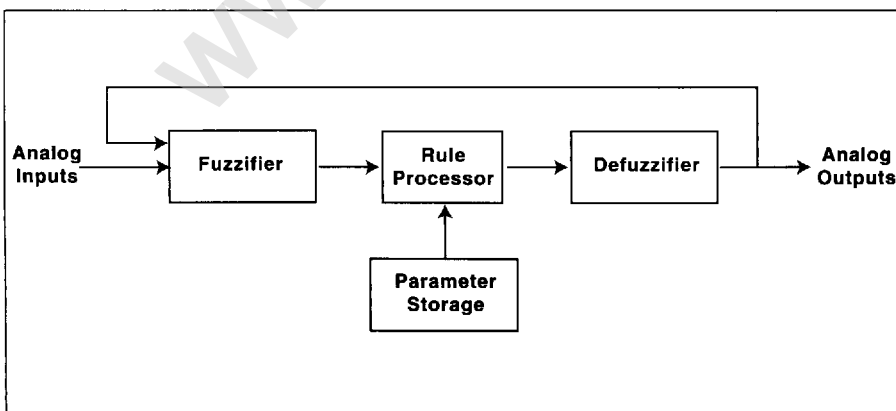 Analog
Inputs
Fuzzifier
Rule
Processor
Defuzzifier
Analog
Outputs
Parameter
Storage